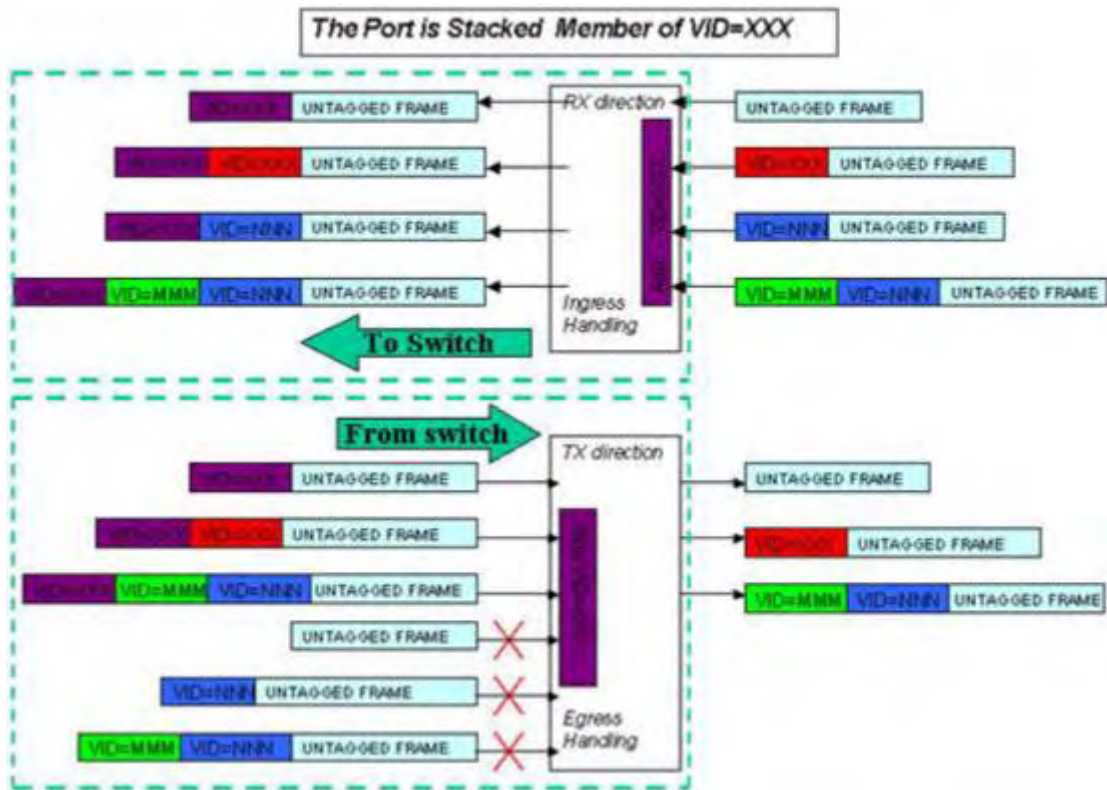 The Port is Stacked Member of VID=XXX
UNTAGGED FRAME
RX direction
UNTAGGED FRAME
UNTAGGED FRAME
VID=XXX UNTAGGED FRAME
VID=NNN UNTAGGED FRAME
VID=NNN UNTAGGED FRAME
VID=MMM VID=NNN UNTAGGED FRAME
Ingress
Handling
VID=MMM VID=NNN UNTAGGED FRAME
To Switch
From switch
TX direction
UNTAGGED FRAME
UNTAGGED FRAME
UNTAGGED FRAME
UNTAGGED FRAME
VID=MMM VID=NNN UNTAGGED FRAME
VID=MMM VID=NNN UNTAGGED FRAME
UNTAGGED FRAME
VID=NNN UNTAGGED FRAME
Egress
Handling
VID=MMM VID=NNN UNTAGGED FRAME